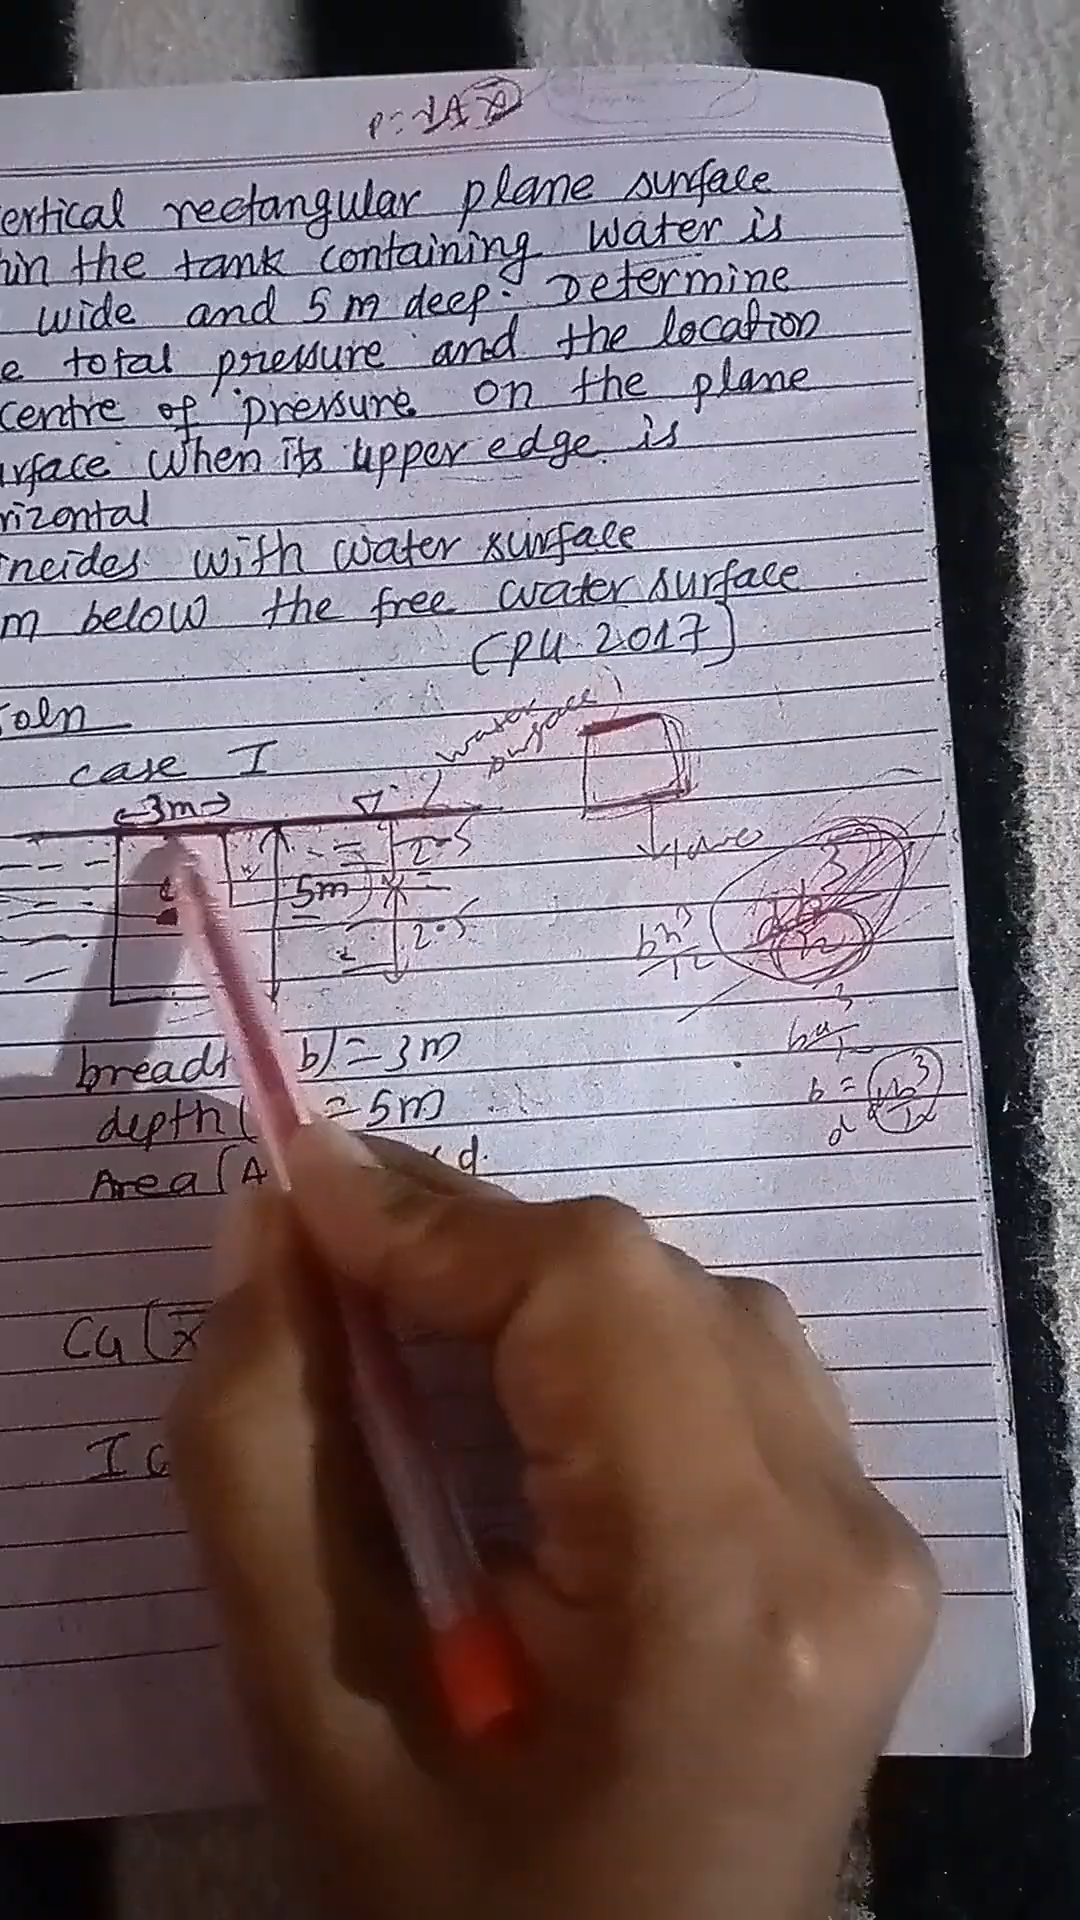 ertical rectangular plane surface
hin the tank containing water is
wide and 5 m deep. Determine
e total pressure and the location
centre of pressure on the plane
urface when its upper edge is
rizontal
ncides with water surface
m below the free water surface
(PU 2017)
soln
case I
water surface
3m
5m
2.5
2.5
bh³/12
breadt b) = 3m
depth ( = 5m
Area (A d.
CG (x̄
IG